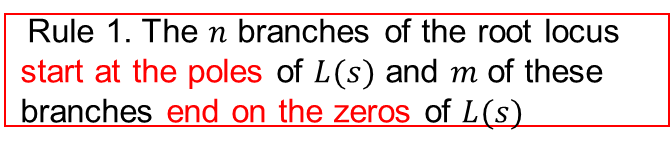 Rule 1. The n branches of the root locus
start at the poles of L(s) and m of these
branches end on the zeros of L(s)